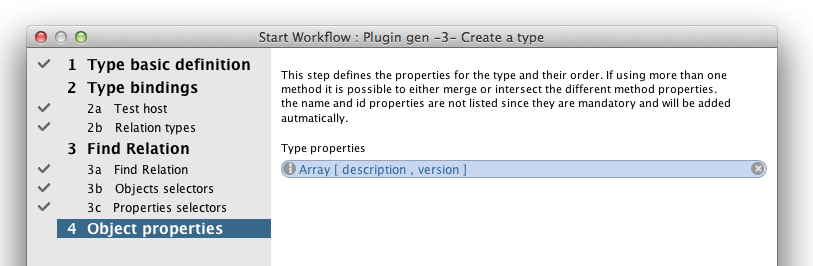 Start Workflow : Plugin gen -3- Create a type
1 Type basic definition
2 Type bindings
2a Test host
2b Relation types
3 Find Relation
3a Find Relation
3b Objects selectors
3c Properties selectors
4 Object properties
This step defines the properties for the type and their order. If using more than one
method it is possible to either merge or intersect the different method properties.
the name and id properties are not listed since they are mandatory and will be added
autmatically.
Type properties
Array [ description , version ]